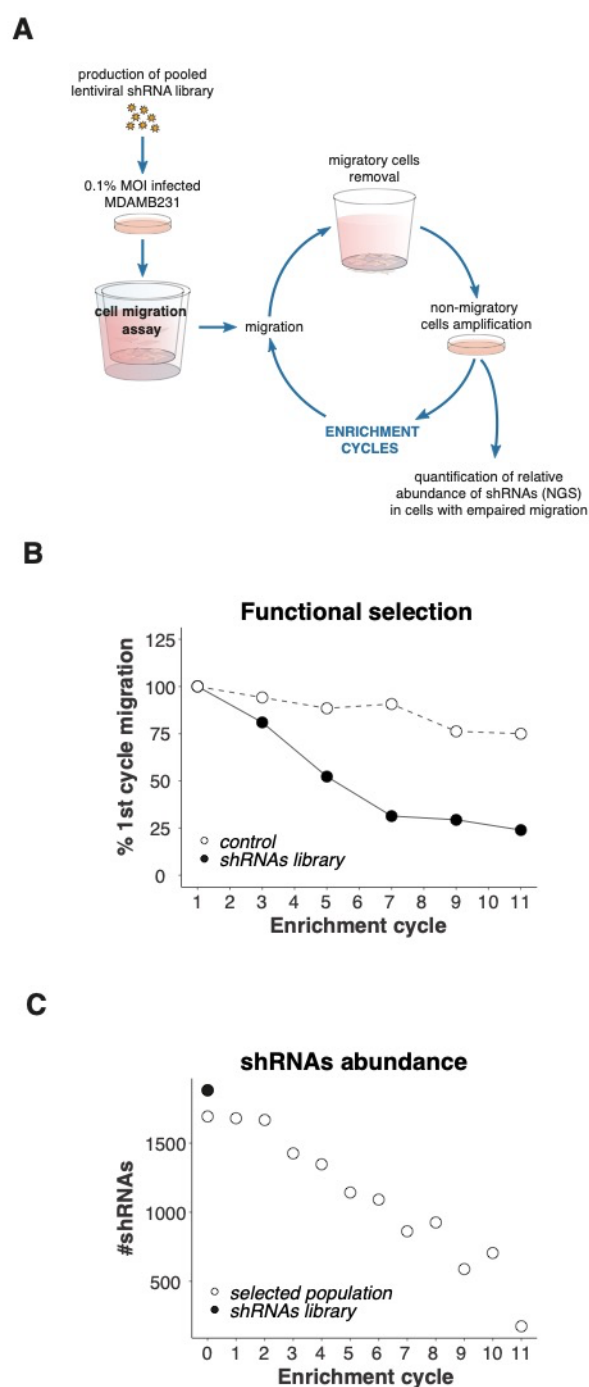 A
production of pooled
lentiviral shRNA library
0.1% MOI infected
MDAMB231
cell migration
assay
migration
migratory cells
removal
non-migratory
cells amplification
ENRICHMENT
CYCLES
quantification of relative
abundance of shRNAs (NGS)
in cells with empaired migration
B
Functional selection
% 1st cycle migration
125
100
75
50
25
0
control
shRNAs library
1 2 3 4 5 6 7 8 9 10 11
Enrichment cycle
C
shRNAs abundance
#shRNAs
1500
1000
500
selected population
shRNAs library
0 1 2 3 4 5 6 7 8 9 10 11
Enrichment cycle